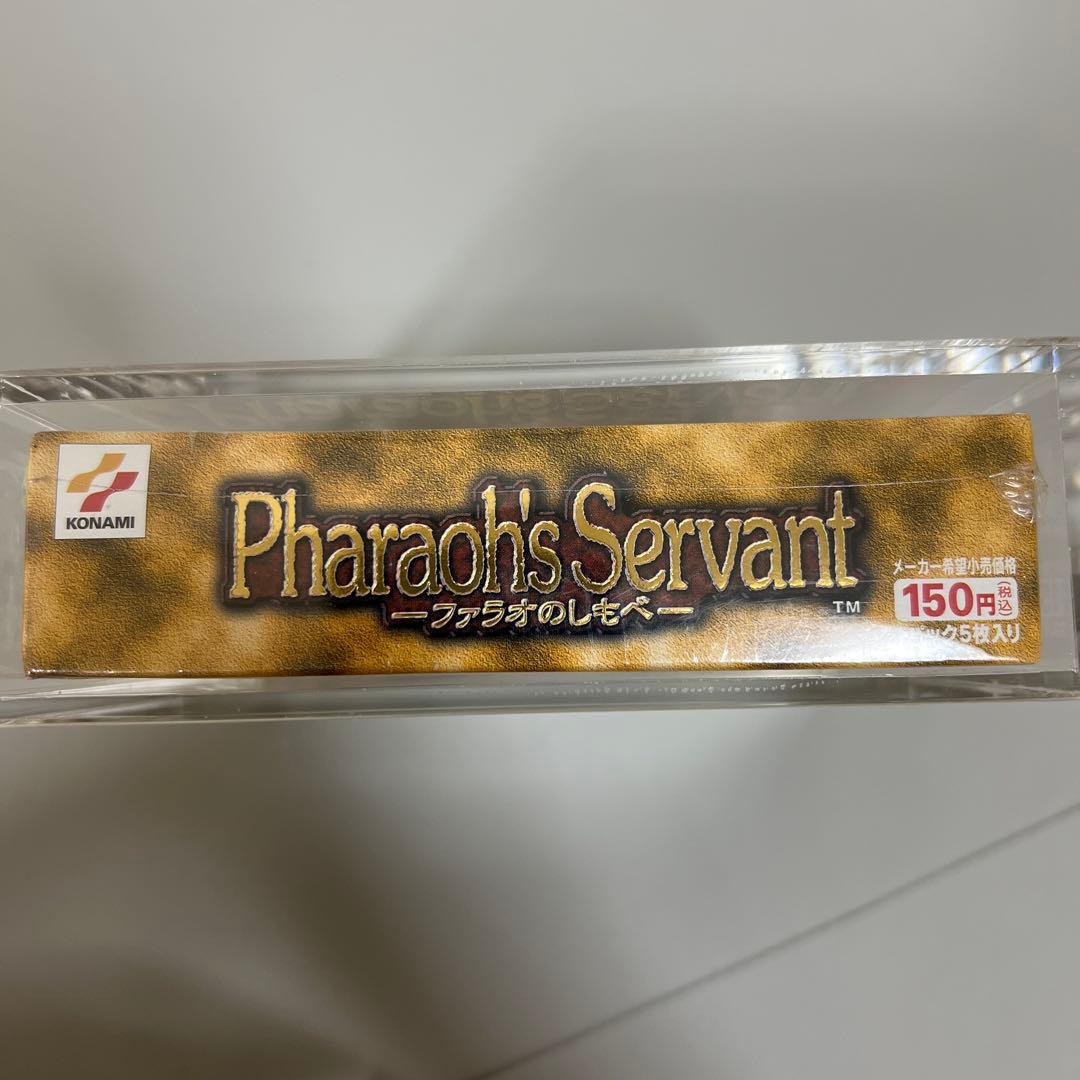 KONAMI
Pharaoh's Servant
―ファラオのしもべ―
TM
メーカー希望小売価格
150円(税込)
パック5枚入り